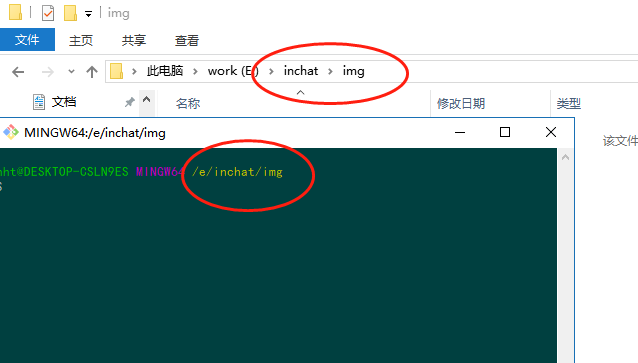 img
文件 主页 共享 查看
此电脑 work (E:) inchat img
文档 名称 修改日期 类型
MINGW64:/e/inchat/img
该文件
nht@DESKTOP-CSLN9ES MINGW64 /e/inchat/img
$